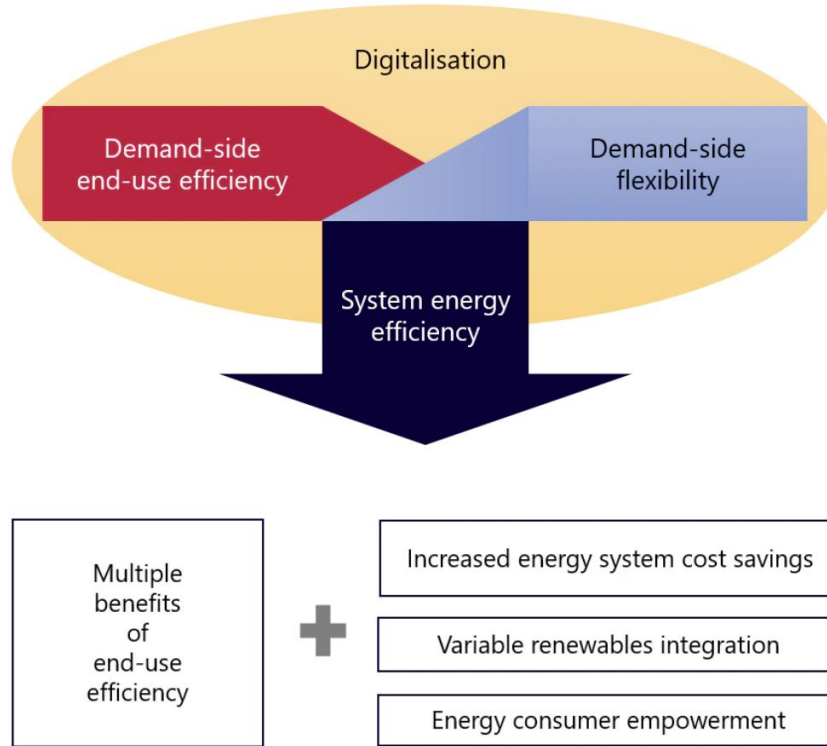 Digitalisation
Demand-side
end-use efficiency
Demand-side
flexibility
System energy
efficiency
Multiple
benefits
of
end-use
efficiency
Increased energy system cost savings
Variable renewables integration
Energy consumer empowerment